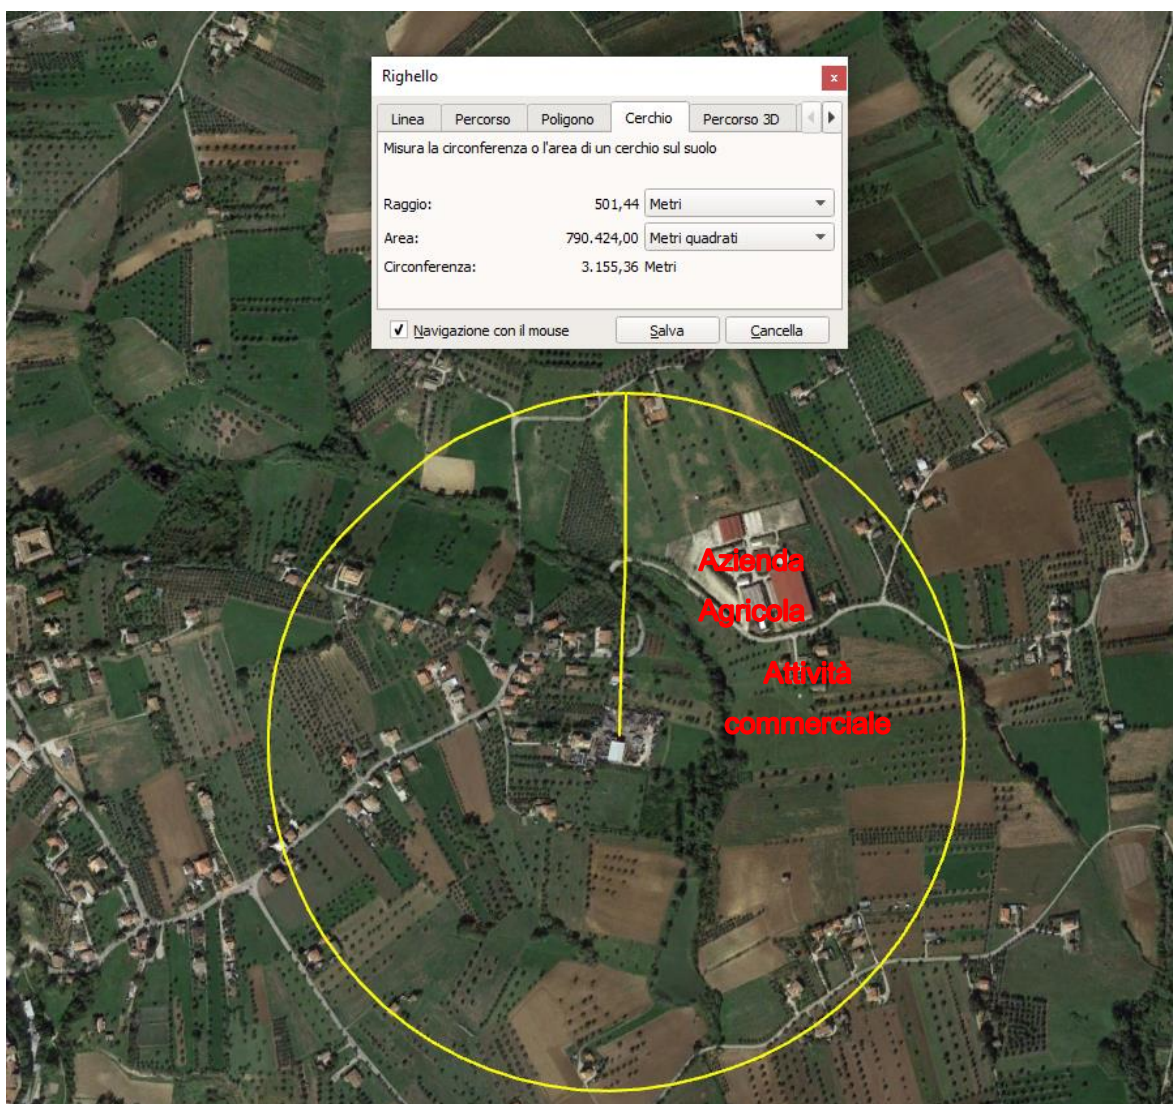 Righello
Linea Percorso Poligono Cerchio Percorso 3D
Misura la circonferenza o l'area di un cerchio sul suolo
Raggio: 501,44 Metri
Area: 790.424,00 Metri quadrati
Circonferenza: 3.155,36 Metri
Navigazione con il mouse Salva Cancella
Azienda
Agricola
Attività
commerciale